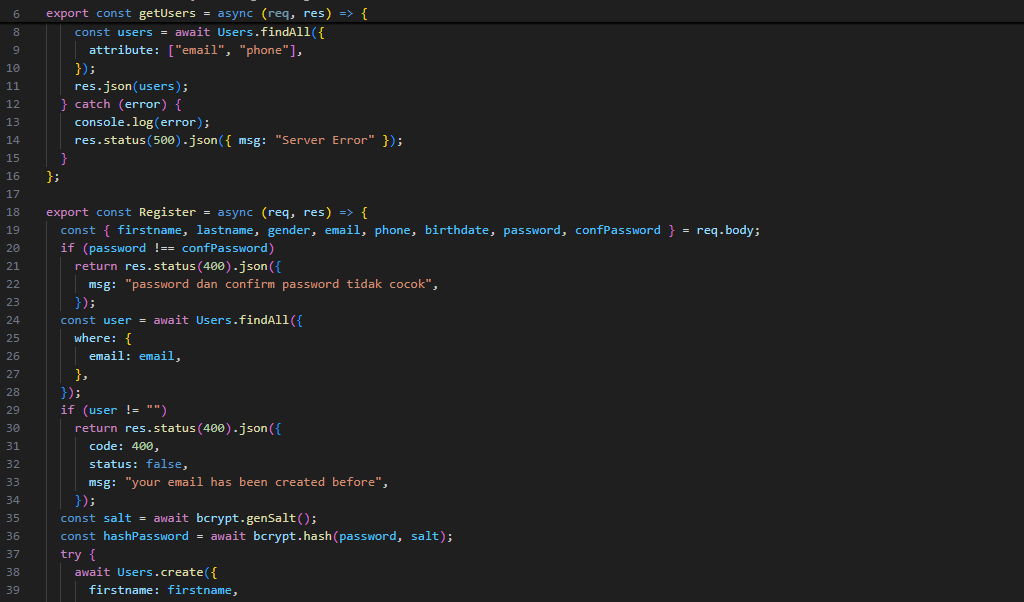 6 export const getUsers = async (req, res) => {
8 const users = await Users.findAll({
9 attribute: ["email", "phone"],
10 });
11 res.json(users);
12 } catch (error) {
13 console.log(error);
14 res.status(500).json({ msg: "Server Error" });
15 }
16 };
17
18 export const Register = async (req, res) => {
19 const { firstname, lastname, gender, email, phone, birthdate, password, confPassword } = req.body;
20 if (password !== confPassword)
21 return res.status(400).json({
22 msg: "password dan confirm password tidak cocok",
23 });
24 const user = await Users.findAll({
25 where: {
26 email: email,
27 },
28 });
29 if (user != "")
30 return res.status(400).json({
31 code: 400,
32 status: false,
33 msg: "your email has been created before",
34 });
35 const salt = await bcrypt.genSalt();
36 const hashPassword = await bcrypt.hash(password, salt);
37 try {
38 await Users.create({
39 firstname: firstname,